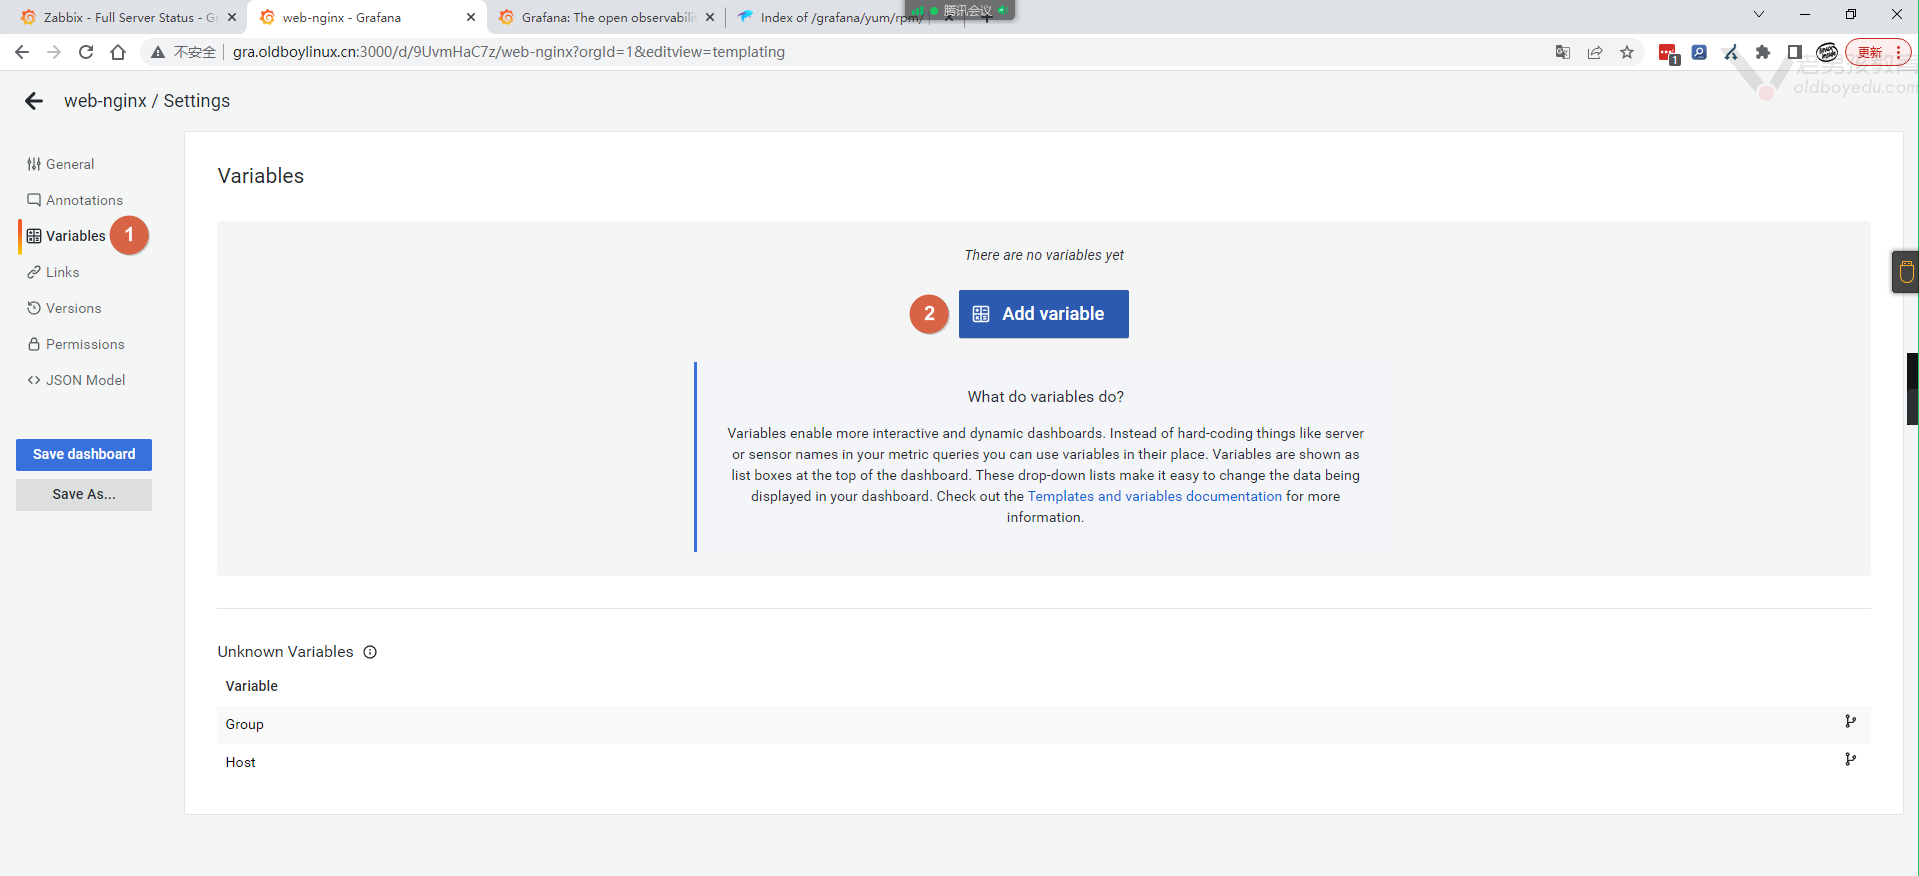 Zabbix - Full Server Status - Gr
web-nginx - Grafana
Grafana: The open observabili
Index of /grafana/yum/rpm/
腾讯会议
不安全
gra.oldboylinux.cn:3000/d/9UvmHaC7z/web-nginx?orgId=1&editview=templating
1
更新
老男孩教育
oldboyedu.com
web-nginx / Settings
General
Annotations
Variables
1
Links
Versions
Permissions
JSON Model
Save dashboard
Save As...
Variables
There are no variables yet
2
Add variable
What do variables do?
Variables enable more interactive and dynamic dashboards. Instead of hard-coding things like server
or sensor names in your metric queries you can use variables in their place. Variables are shown as
list boxes at the top of the dashboard. These drop-down lists make it easy to change the data being
displayed in your dashboard. Check out the Templates and variables documentation for more
information.
Unknown Variables
Variable
Group
Host